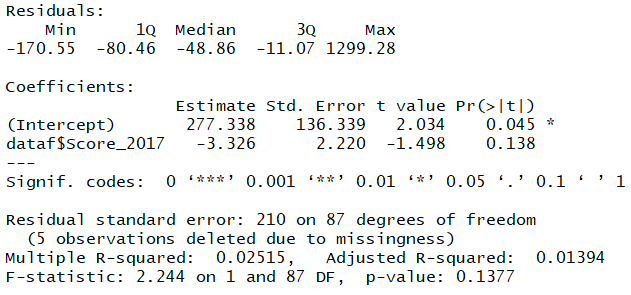 Residuals:
    Min      1Q  Median      3Q     Max
-170.55  -80.46  -48.86  -11.07 1299.28

Coefficients:
                 Estimate Std. Error t value Pr(>|t|)
(Intercept)       277.338    136.339   2.034    0.045 *
dataf$Score_2017   -3.326      2.220  -1.498    0.138
---
Signif. codes:  0 ‘***’ 0.001 ‘**’ 0.01 ‘*’ 0.05 ‘.’ 0.1 ‘ ’ 1

Residual standard error: 210 on 87 degrees of freedom
  (5 observations deleted due to missingness)
Multiple R-squared:  0.02515,	Adjusted R-squared:  0.01394
F-statistic: 2.244 on 1 and 87 DF,  p-value: 0.1377